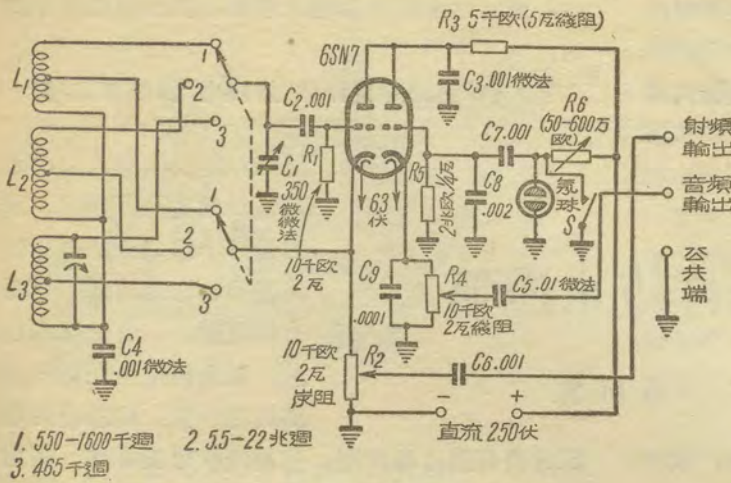 R3 5千欧(5瓦綫阻)
6SN7
L1
1
2
3
C2 .001
C3 .001微法
R6
(50-600万
欧)
C7 .001
射頻
輸出
音頻
輸出
R1
C1
350
微微
法
6.3
伏
R5
2兆欧¼瓦
C8
.002
氖
球
S
L2
1
2
3
10千欧
2瓦
L3
C9
.0001
R4
10千欧
2瓦綫阻
C5 .01微法
公
共
端
C4
.001微法
10千欧
2瓦
炭阻
R2
C6 .001
- +
直流 250伏
1. 550-1600千週 2. 5.5-22兆週
3. 465千週